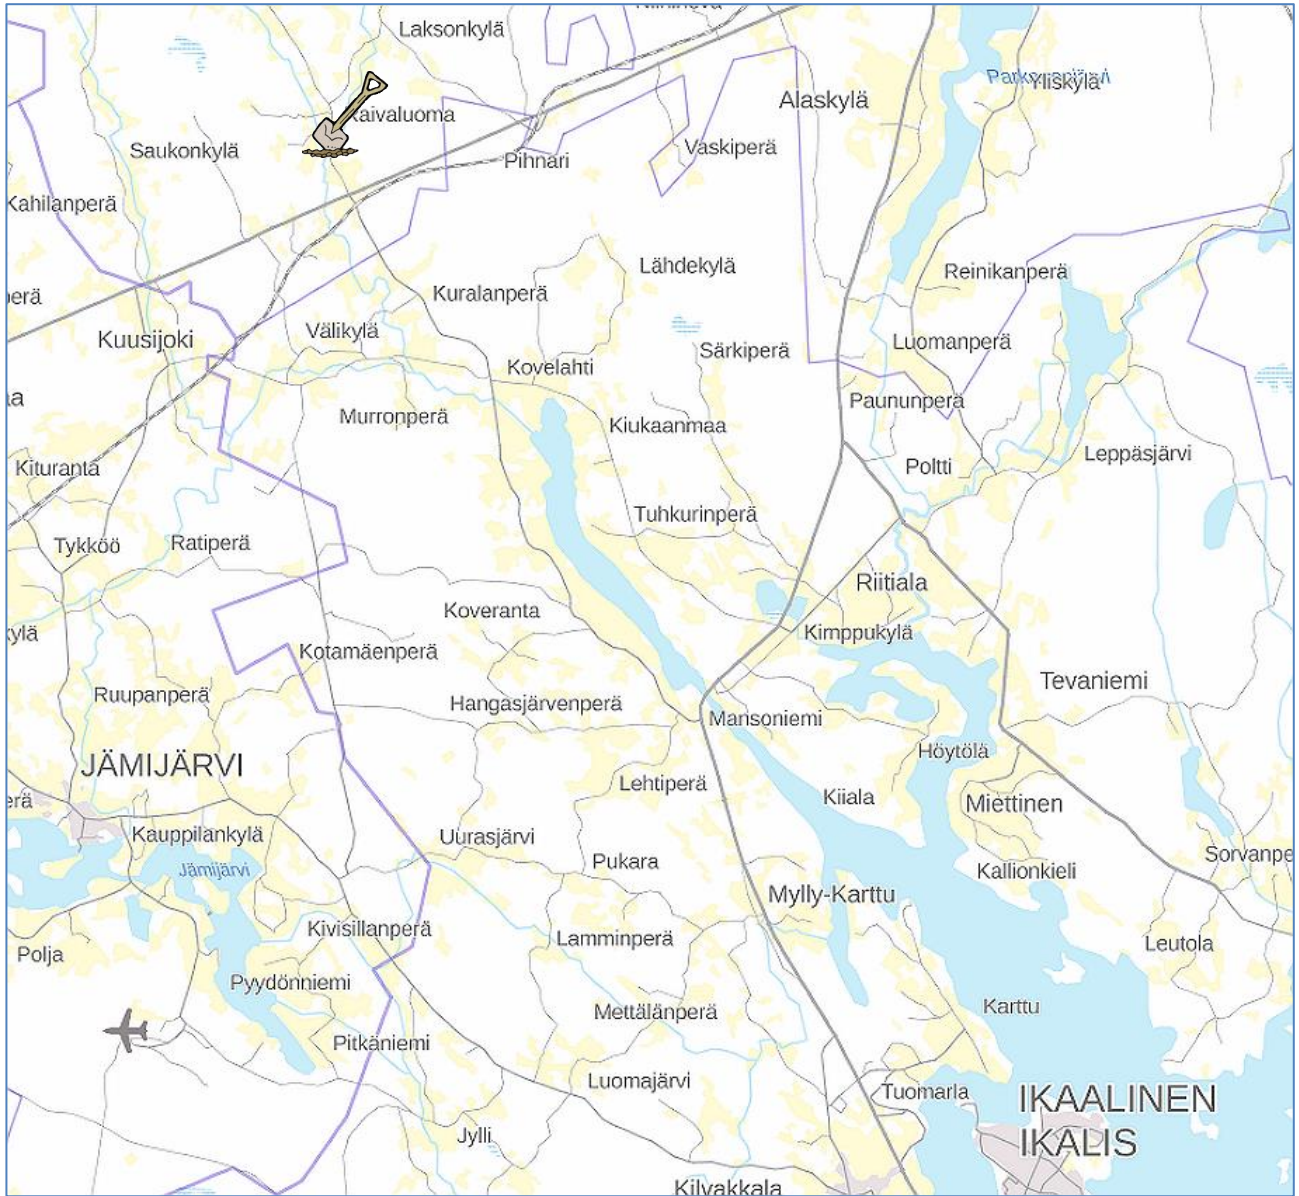 Laksonkylä
Yliskylä
Alaskylä
Saukonkylä
Vaskiperä
Pihnari
Kahilanperä
Lähdekylä
Reinikanperä
Kuralanperä
Välikylä
Kuusijoki
Luomanperä
Särkiperä
Kovelahti
Paununperä
Murronperä
Kiukaanmaa
Leppäsjärvi
Poltti
Kituranta
Tuhkurinperä
Tykköö
Ratiperä
Riitiala
Koveranta
Kimppukylä
Kotamäenperä
Tevaniemi
Ruupanperä
Hangasjärvenperä
Mansoniemi
Höytölä
JÄMIJÄRVI
Lehtiperä
Kiiala
Miettinen
Kauppilankylä
Uurasjärvi
Pukara
Jämijärvi
Kallionkieli
Mylly-Karttu
Kivisillanperä
Lamminperä
Leutola
Polja
Pyydönniemi
Karttu
Mettälänperä
Pitkäniemi
Luomajärvi
Tuomarla
IKAALINEN
IKALIS
Jylli
Kilvakkala